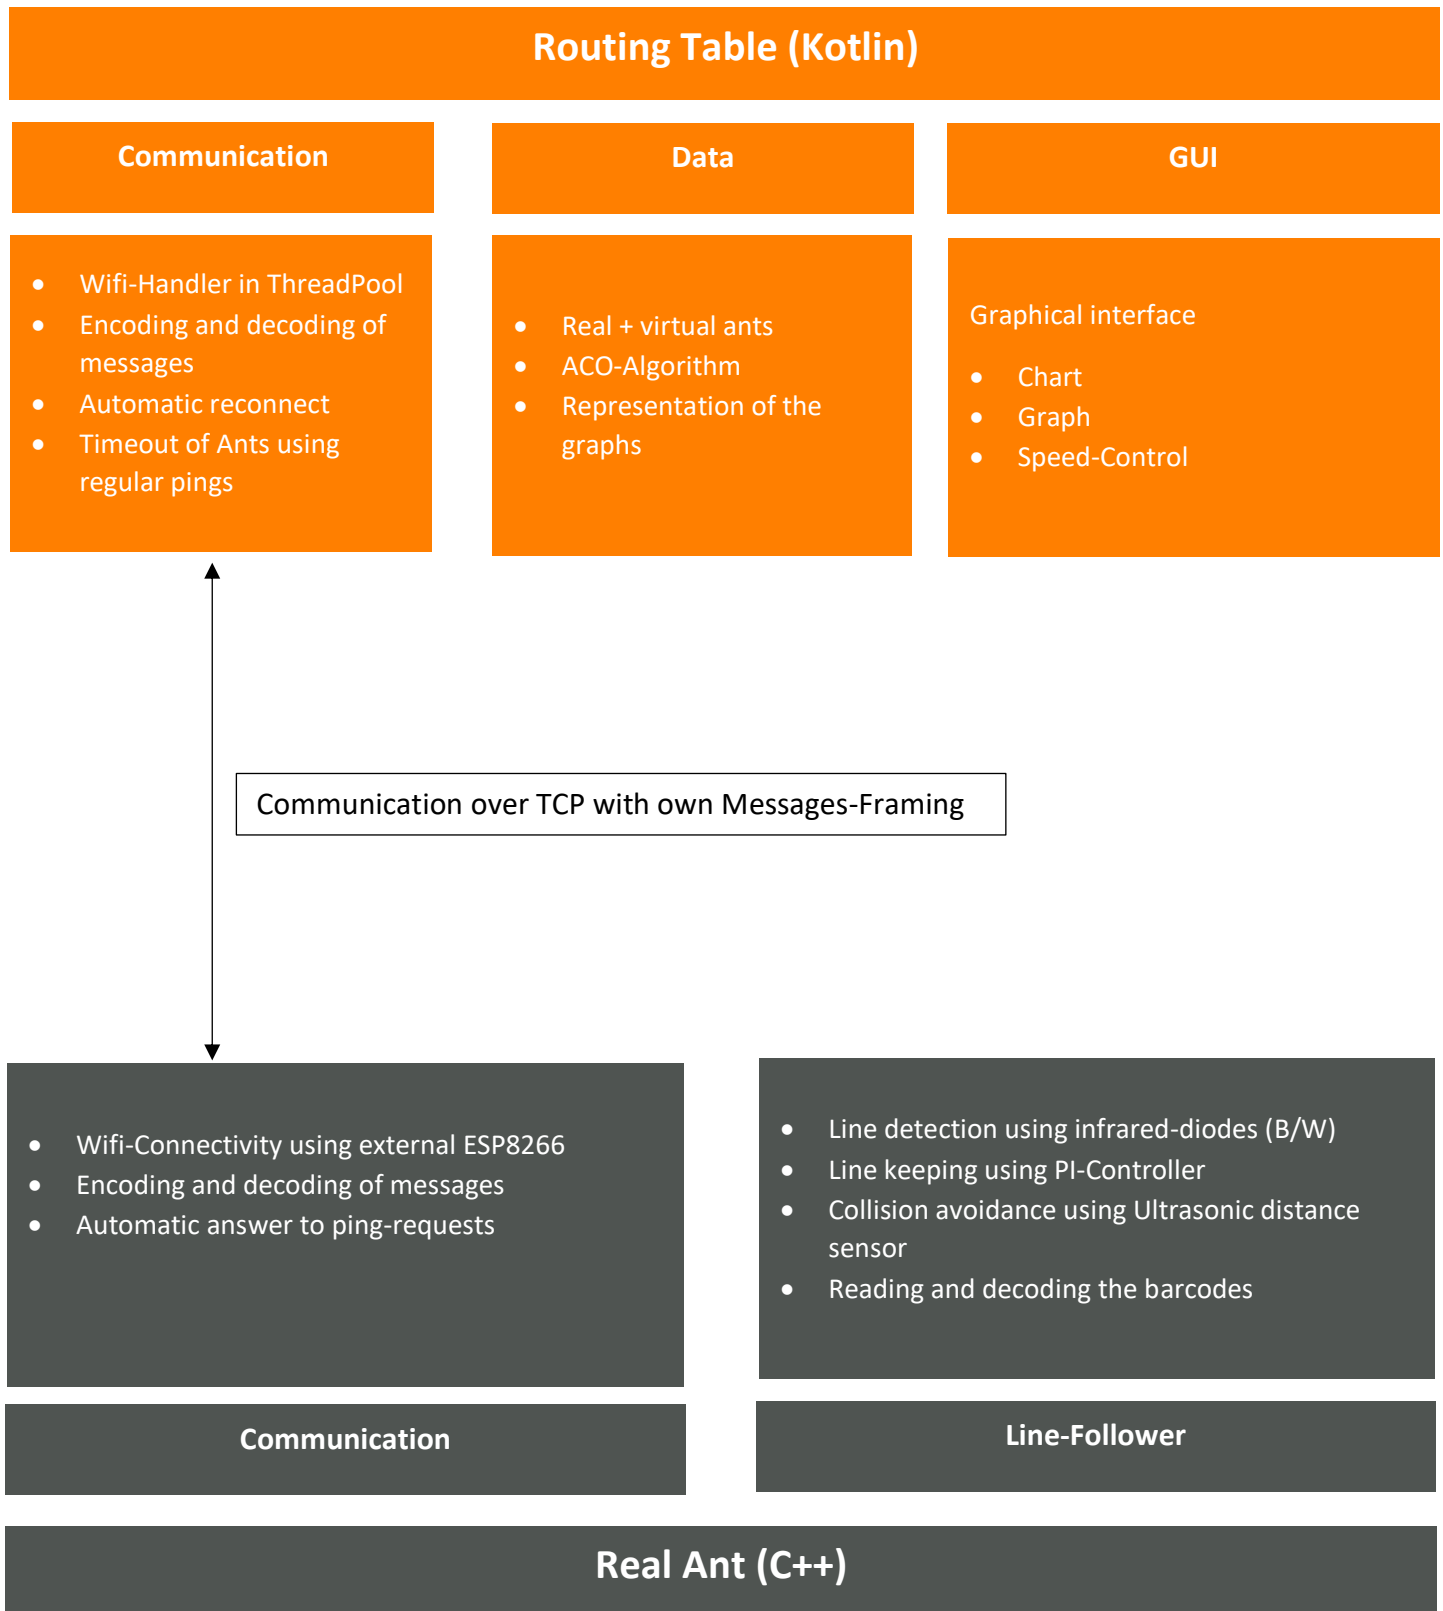 Routing Table (Kotlin)
Communication
Data
GUI
• Wifi-Handler in ThreadPool
• Encoding and decoding of
messages
• Automatic reconnect
• Timeout of Ants using
regular pings
• Real + virtual ants
• ACO-Algorithm
• Representation of the
graphs
Graphical interface
• Chart
• Graph
• Speed-Control
Communication over TCP with own Messages-Framing
• Wifi-Connectivity using external ESP8266
• Encoding and decoding of messages
• Automatic answer to ping-requests
• Line detection using infrared-diodes (B/W)
• Line keeping using PI-Controller
• Collision avoidance using Ultrasonic distance
sensor
• Reading and decoding the barcodes
Communication
Line-Follower
Real Ant (C++)